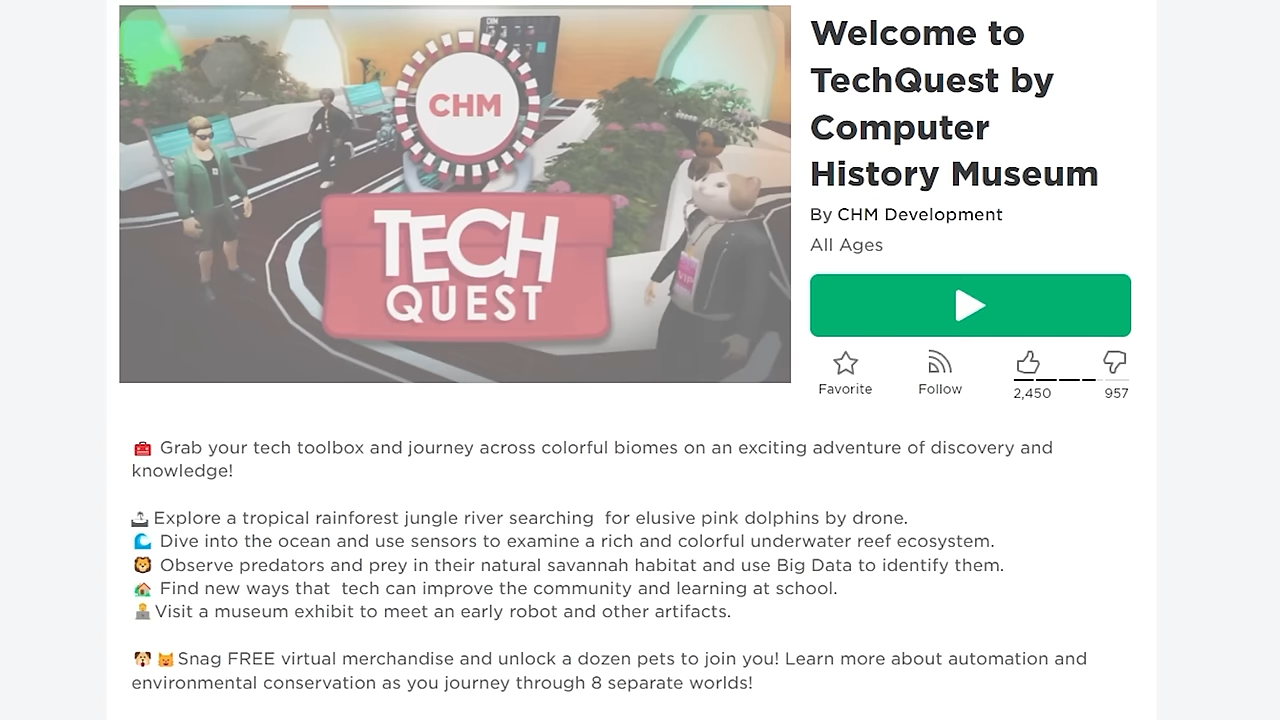 CHM
TECH
QUEST
Welcome to
TechQuest by
Computer
History Museum
By CHM Development
All Ages
Favorite
Follow
2,450
957
🧰 Grab your tech toolbox and journey across colorful biomes on an exciting adventure of discovery and
knowledge!
🏝️ Explore a tropical rainforest jungle river searching  for elusive pink dolphins by drone.
🌊 Dive into the ocean and use sensors to examine a rich and colorful underwater reef ecosystem.
🦁 Observe predators and prey in their natural savannah habitat and use Big Data to identify them.
🏡 Find new ways that  tech can improve the community and learning at school.
🧑‍💻 Visit a museum exhibit to meet an early robot and other artifacts.
🐶 😺 Snag FREE virtual merchandise and unlock a dozen pets to join you! Learn more about automation and
environmental conservation as you journey through 8 separate worlds!